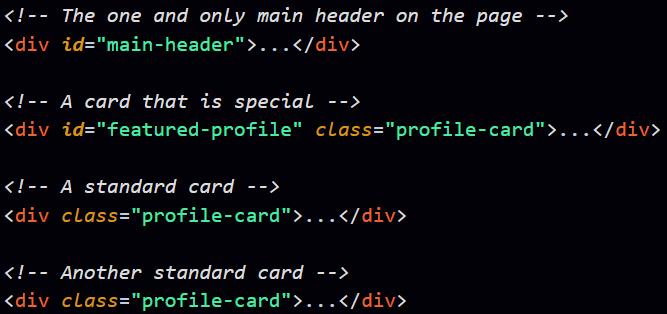 <!-- The one and only main header on the page -->
<div id="main-header">...</div>
<!-- A card that is special -->
<div id="featured-profile" class="profile-card">...</div>
<!-- A standard card -->
<div class="profile-card">...</div>
<!-- Another standard card -->
<div class="profile-card">...</div>